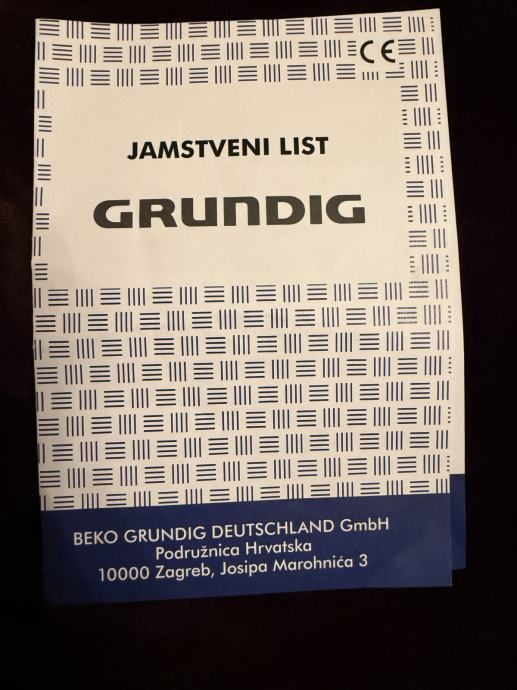 CE
JAMSTVENI LIST
GRUNDIG
BEKO GRUNDIG DEUTSCHLAND GmbH
Podružnica Hrvatska
10000 Zagreb, Josipa Marohnića 3